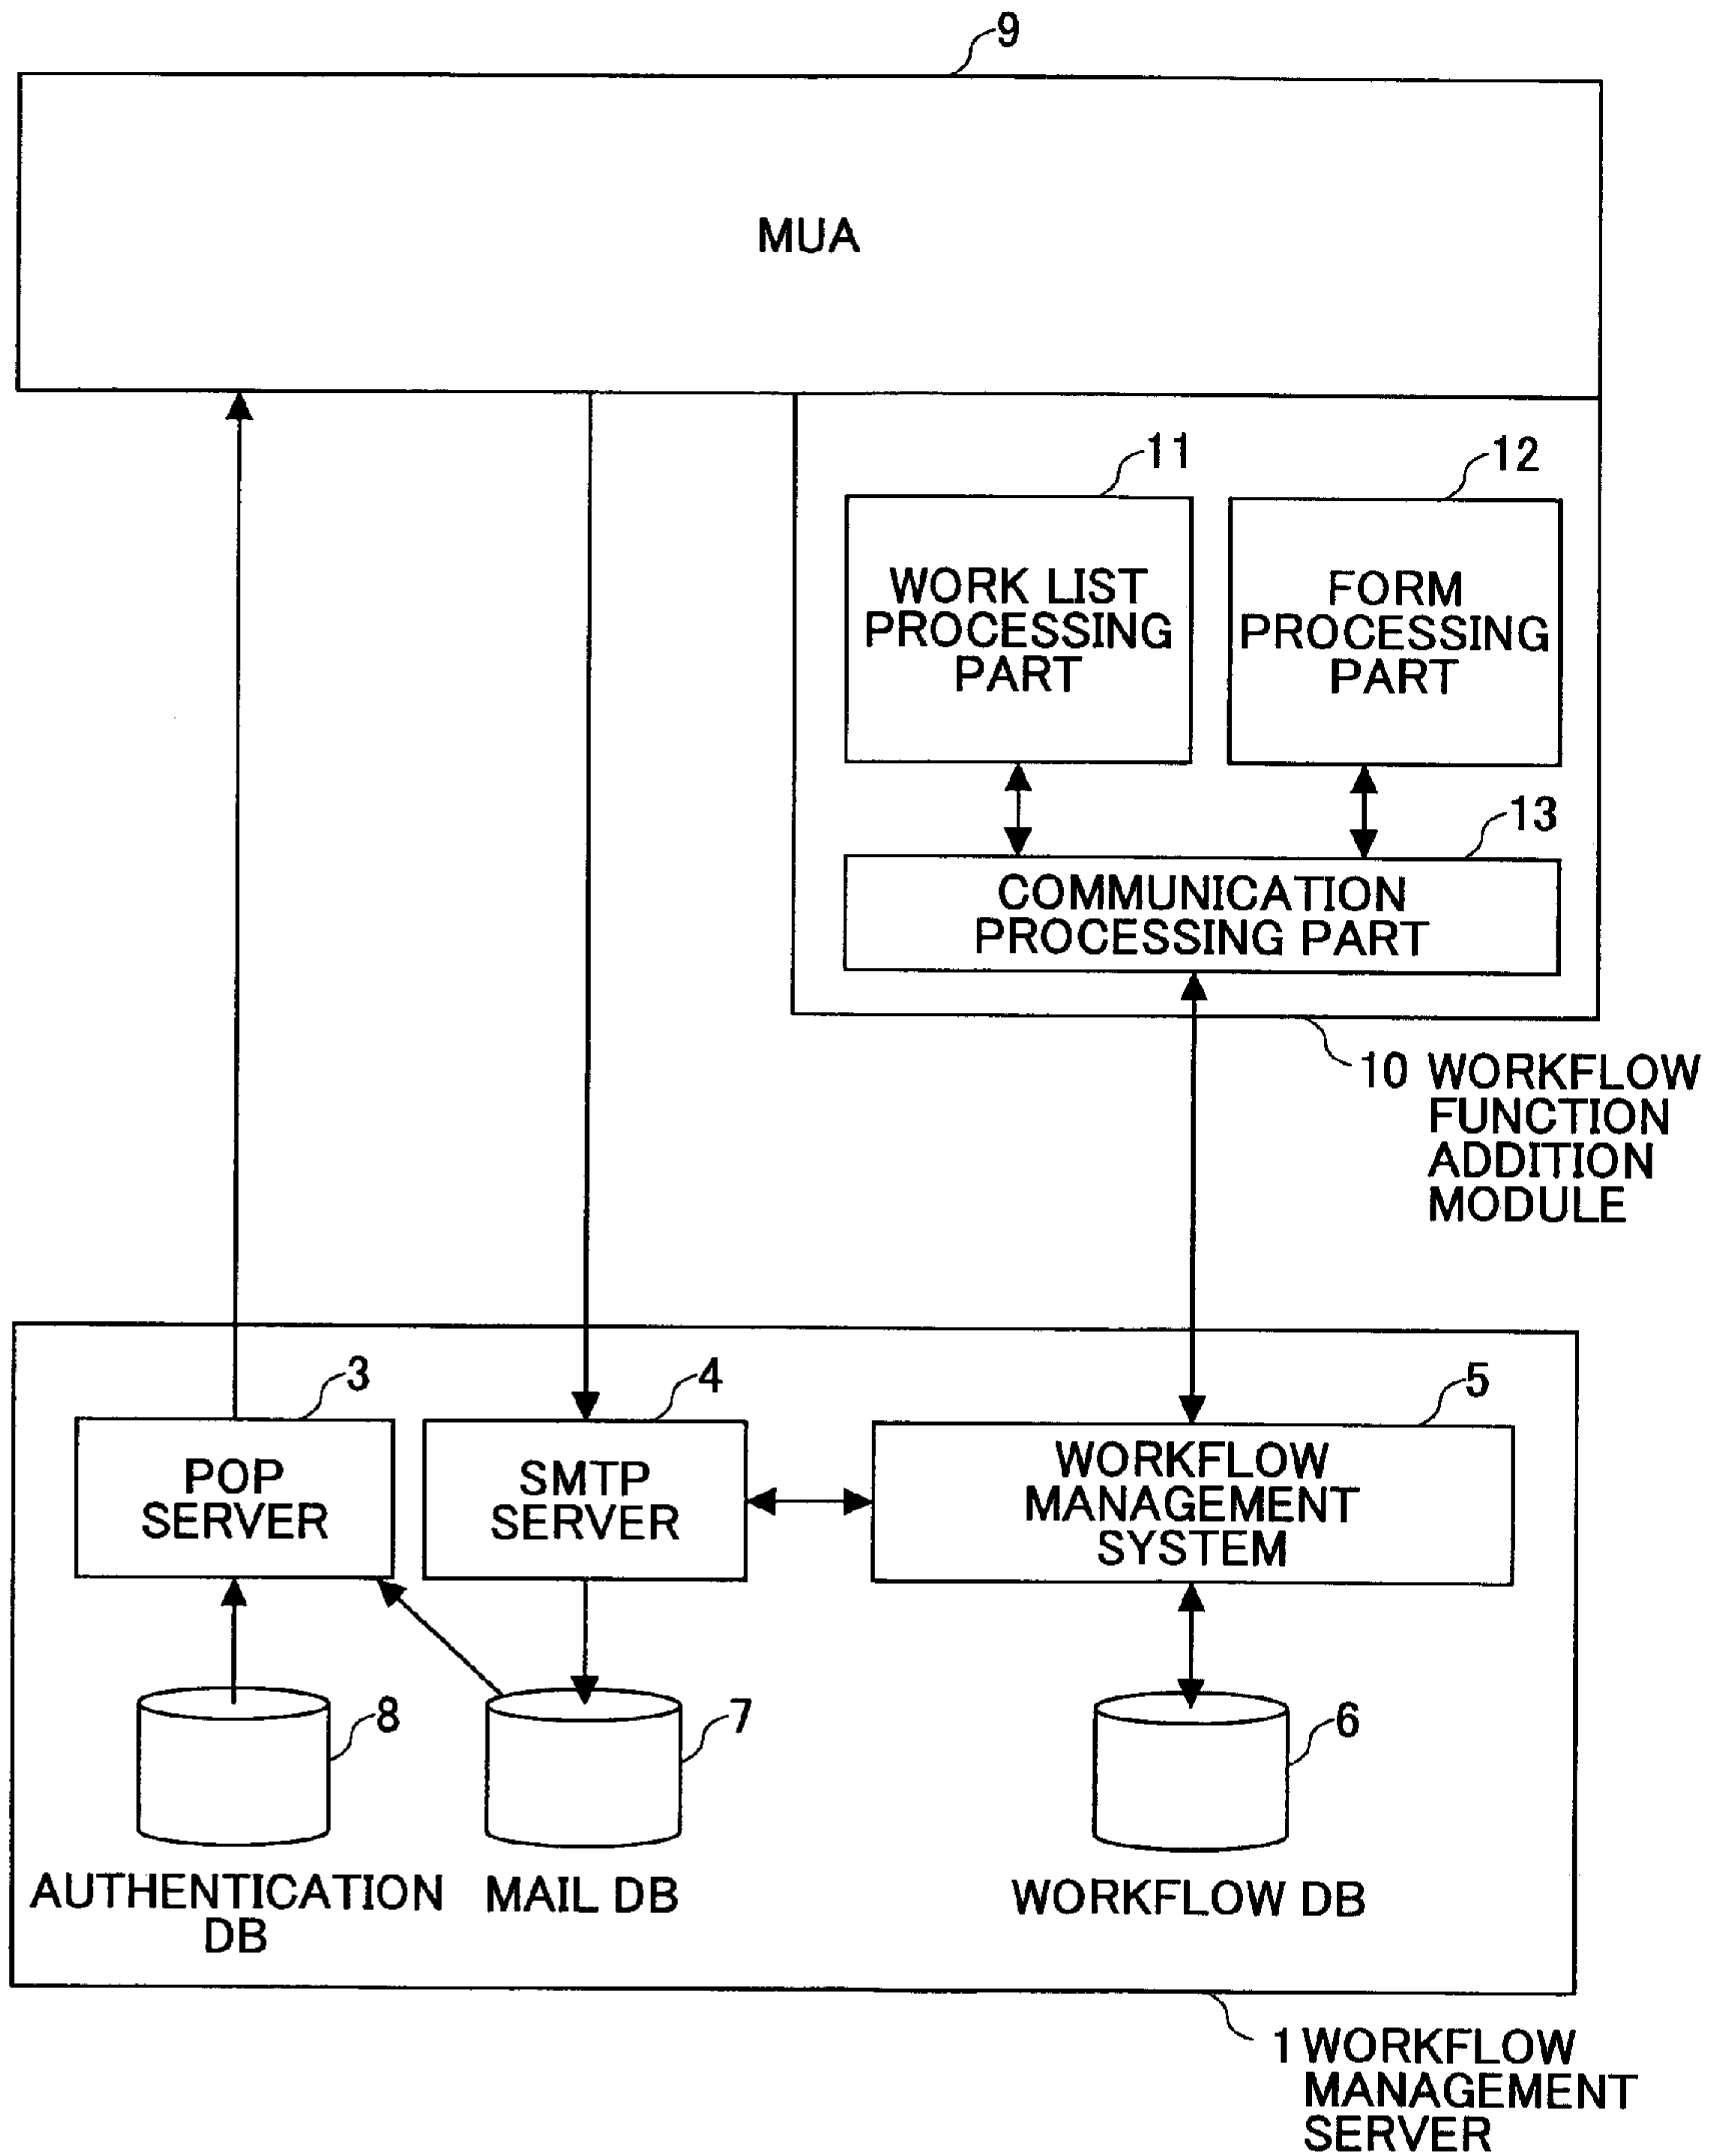 9
MUA
11
12
WORK LIST
PROCESSING
PART
FORM
PROCESSING
PART
13
COMMUNICATION
PROCESSING PART
10 WORKFLOW
FUNCTION
ADDITION
MODULE
3
4
5
POP
SERVER
SMTP
SERVER
WORKFLOW
MANAGEMENT
SYSTEM
8
7
6
AUTHENTICATION
DB
MAIL DB
WORKFLOW DB
1 WORKFLOW
MANAGEMENT
SERVER